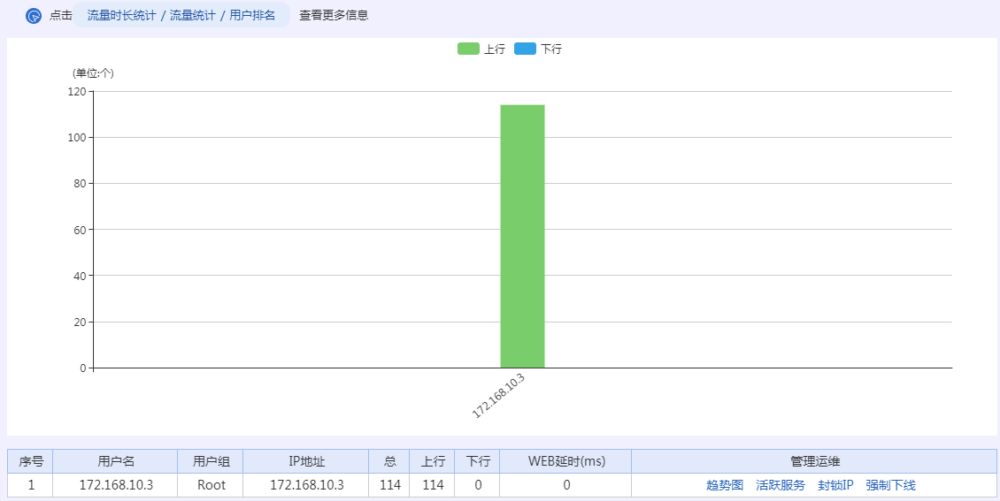 点击 流量时长统计 / 流量统计 / 用户排名 查看更多信息
上行 下行
(单位:个)
120
100
80
60
40
20
0
172.168.10.3
序号 用户名 用户组 IP地址 总 上行 下行 WEB延时(ms) 管理运维
1 172.168.10.3 Root 172.168.10.3 114 114 0 0 趋势图 活跃服务 封锁IP 强制下线